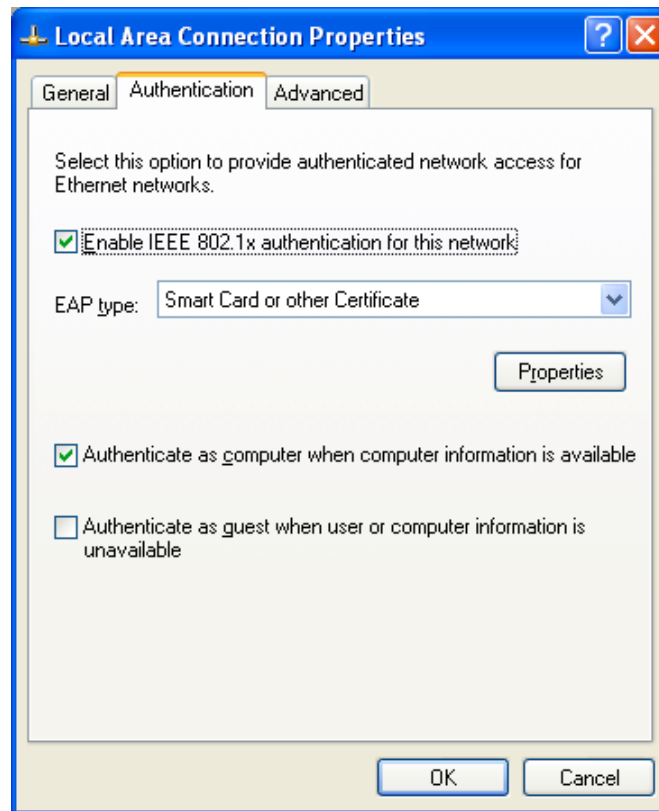 Local Area Connection Properties
General Authentication Advanced
Select this option to provide authenticated network access for
Ethernet networks.
Enable IEEE 802.1x authentication for this network
EAP type: Smart Card or other Certificate
Properties
Authenticate as computer when computer information is available
Authenticate as guest when user or computer information is
unavailable
OK Cancel